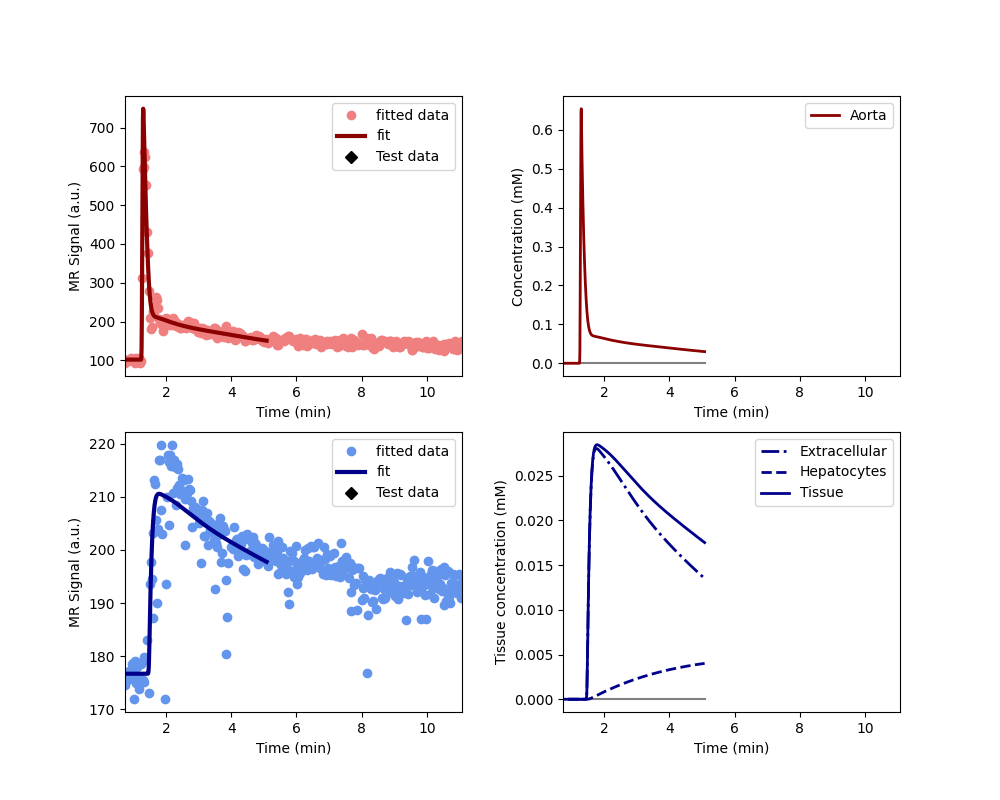 700
600
500
400
300
200
100
MR Signal (a.u.)
fitted data
fit
Test data
2 4 6 8 10
Time (min)
0.6
0.5
0.4
0.3
0.2
0.1
0.0
Concentration (mM)
Aorta
2 4 6 8 10
Time (min)
220
210
200
190
180
170
MR Signal (a.u.)
fitted data
fit
Test data
2 4 6 8 10
Time (min)
0.025
0.020
0.015
0.010
0.005
0.000
Tissue concentration (mM)
Extracellular
Hepatocytes
Tissue
2 4 6 8 10
Time (min)